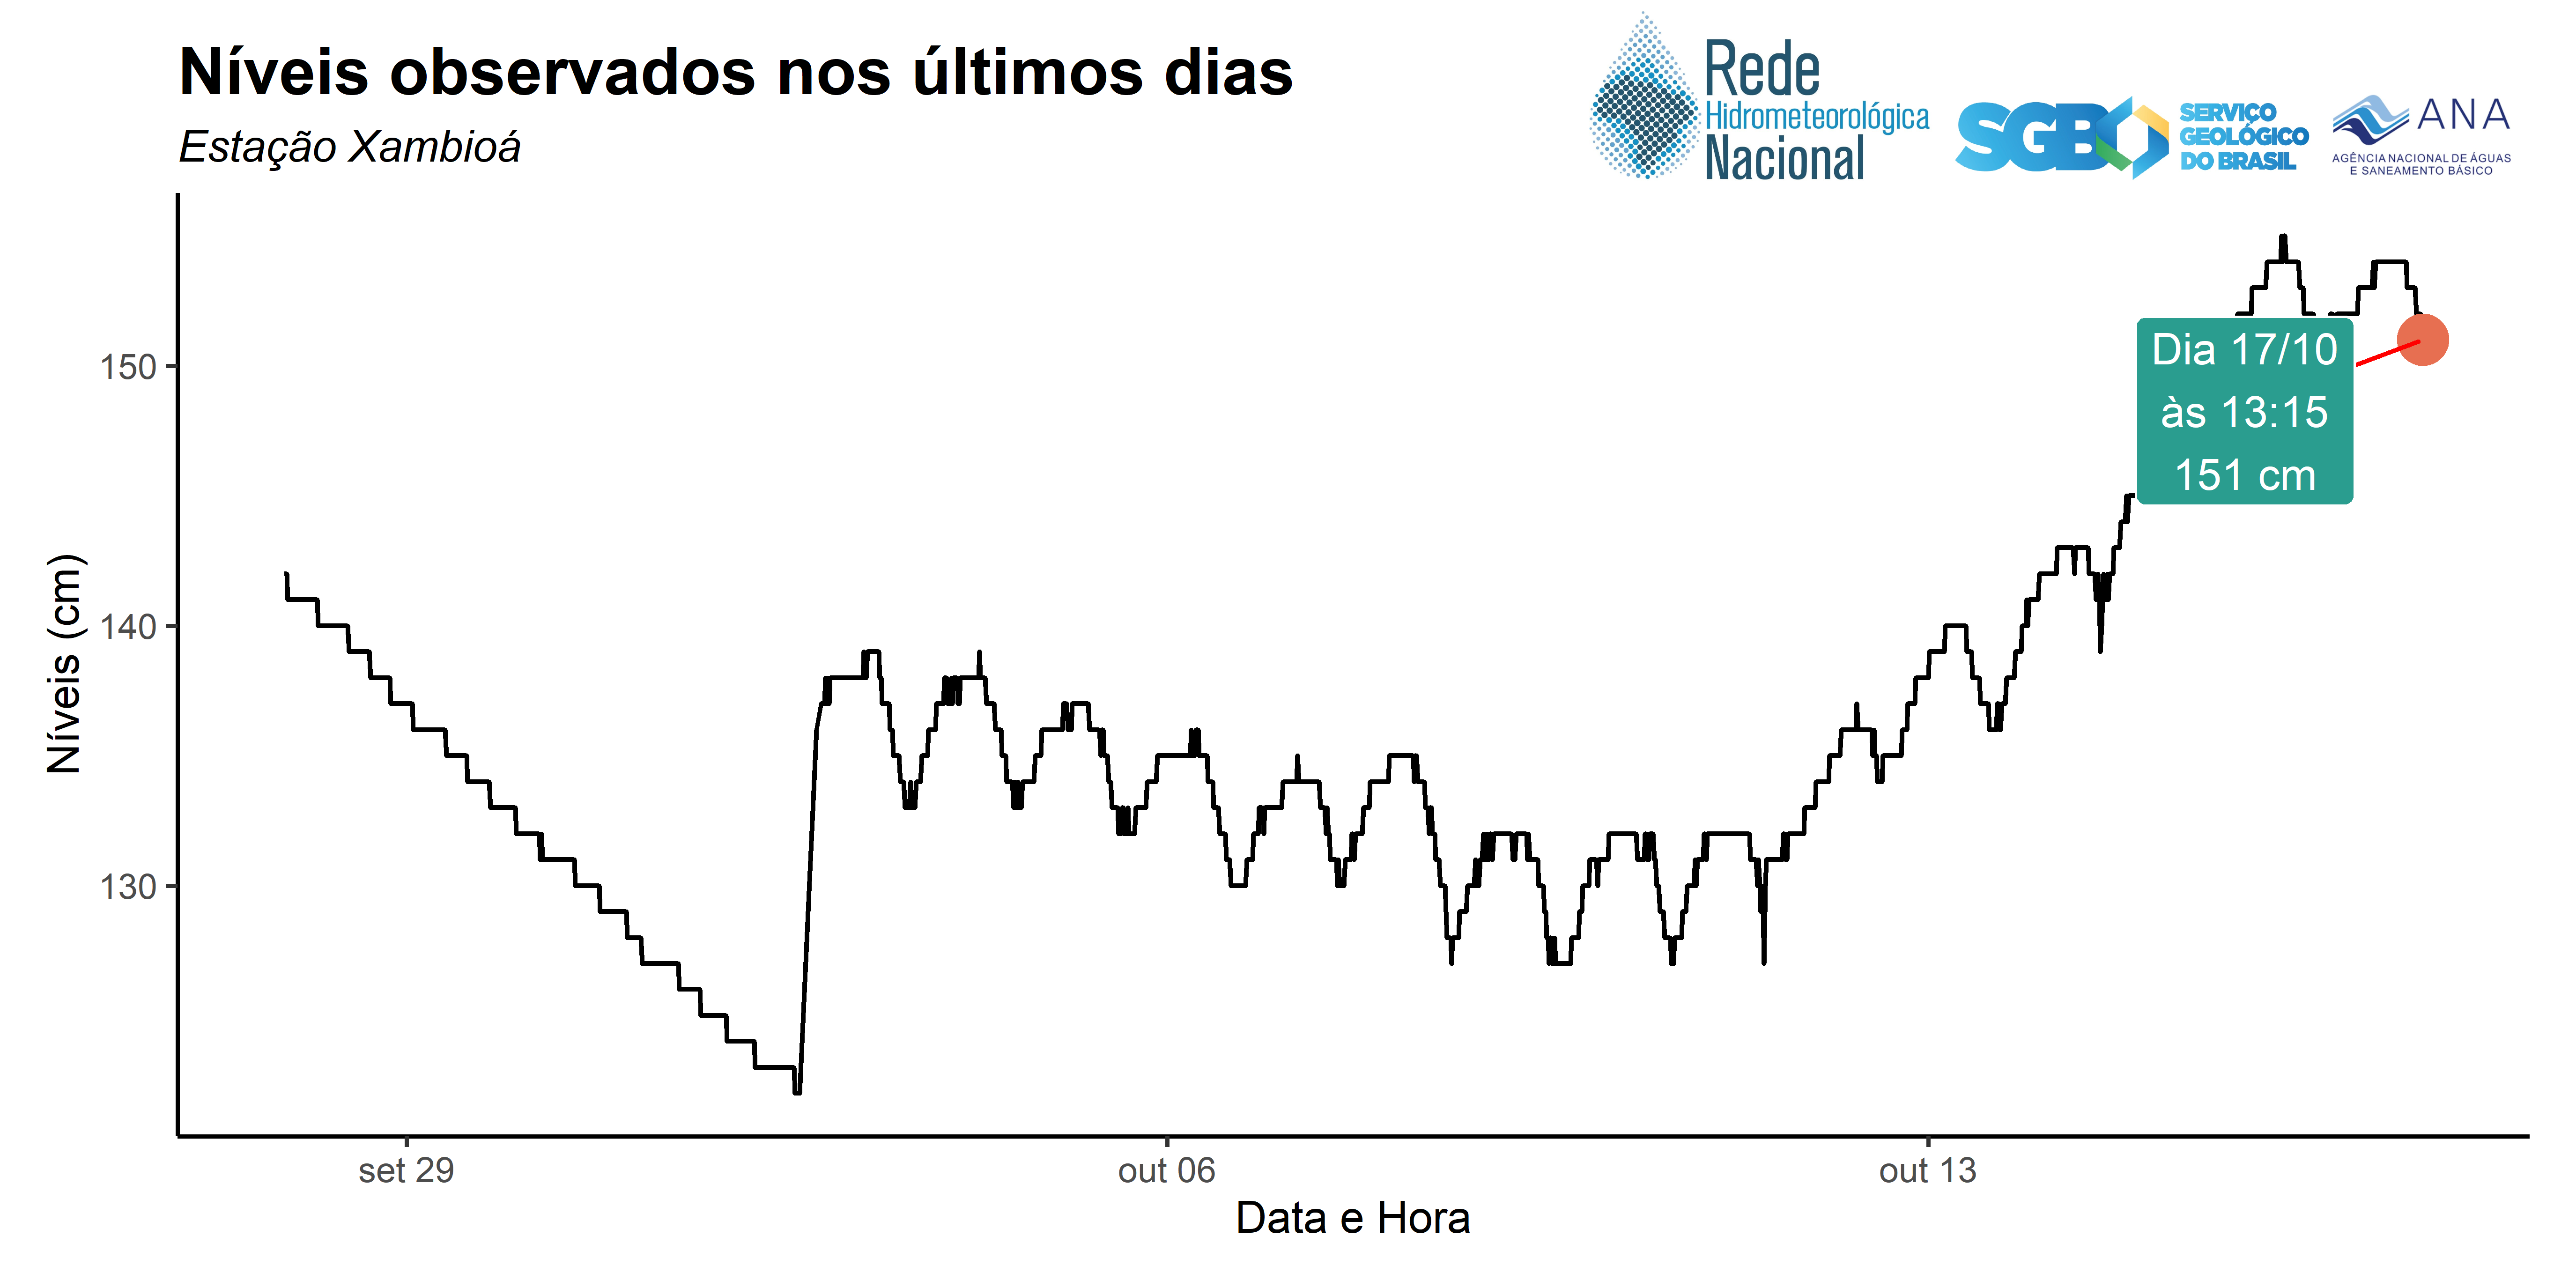 Níveis observados nos últimos dias
Estação Xambioá
Rede
Hidrometeorológica
Nacional
SGB
SERVIÇO
GEOLÓGICO
DO BRASIL
ANA
AGÊNCIA NACIONAL DE ÁGUAS
E SANEAMENTO BÁSICO
Níveis (cm)
150
140
130
Dia 17/10
às 13:15
151 cm
set 29
out 06
out 13
Data e Hora